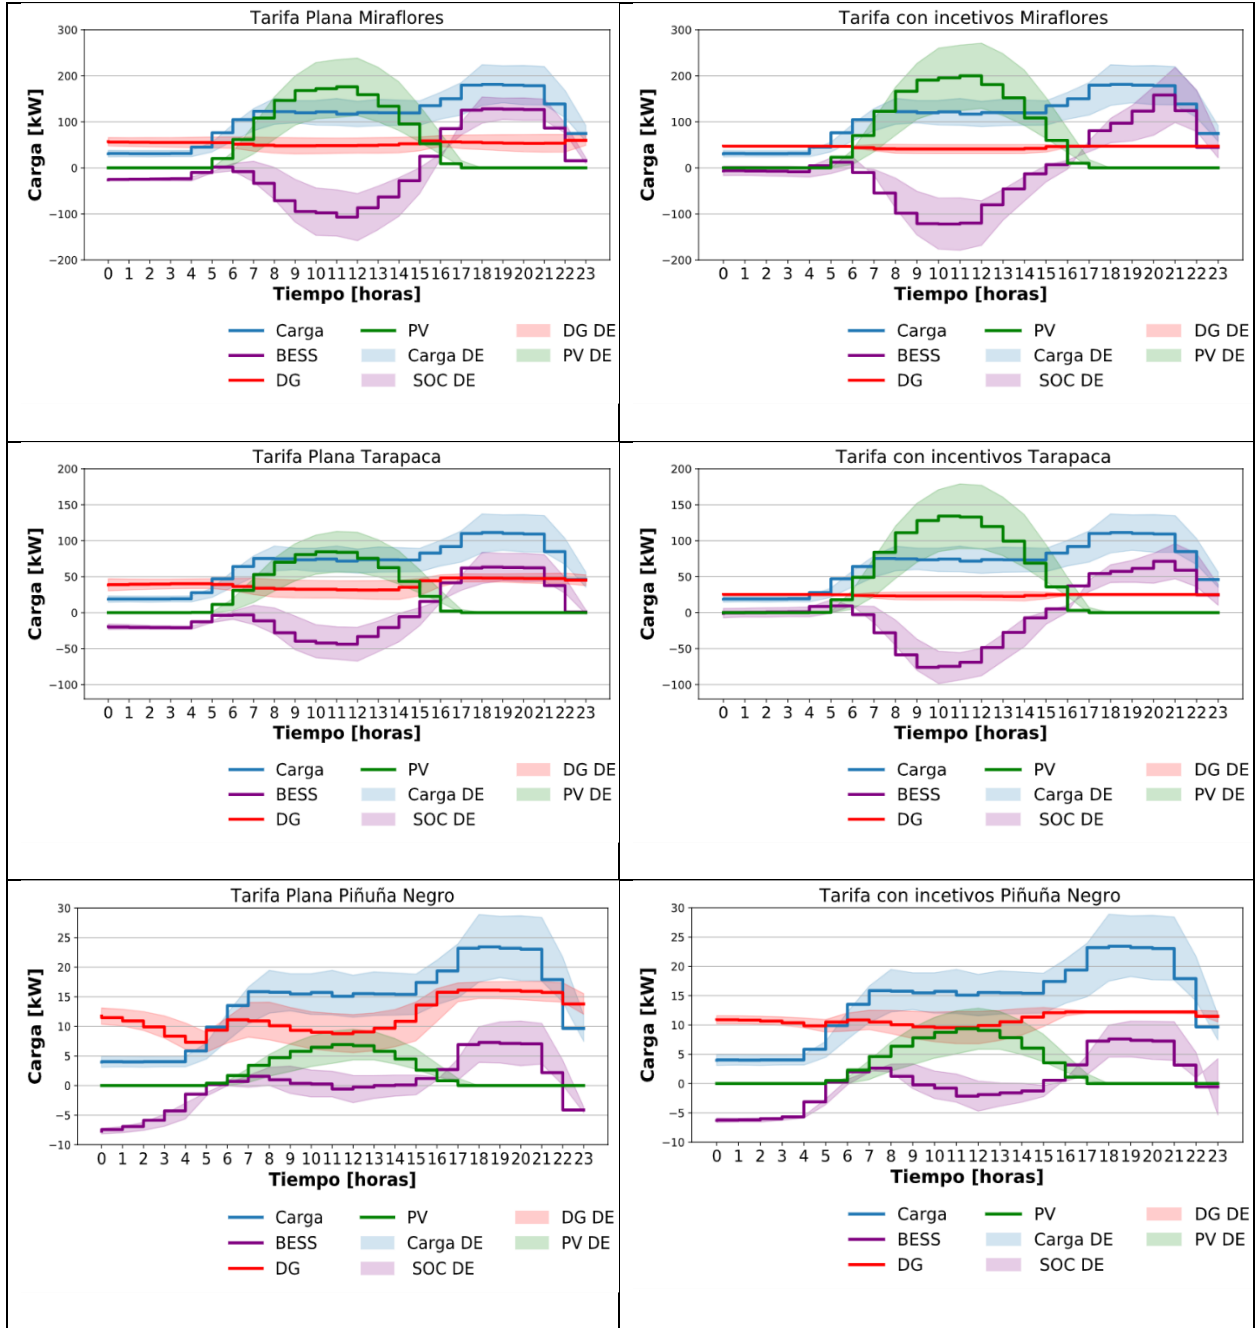 Tarifa Plana Miraflores
300
200
100
0
−100
−200
Carga [kW]
0 1 2 3 4 5 6 7 8 9 10 11 12 13 14 15 16 17 18 19 20 21 22 23
Tiempo [horas]
Carga PV DG DE
BESS Carga DE PV DE
DG SOC DE
Tarifa con incetivos Miraflores
300
200
100
0
−100
−200
Carga [kW]
0 1 2 3 4 5 6 7 8 9 10 11 12 13 14 15 16 17 18 19 20 21 22 23
Tiempo [horas]
Carga PV DG DE
BESS Carga DE PV DE
DG SOC DE
Tarifa Plana Tarapaca
200
150
100
50
0
−50
−100
Carga [kW]
0 1 2 3 4 5 6 7 8 9 10 11 12 13 14 15 16 17 18 19 20 21 22 23
Tiempo [horas]
Carga PV DG DE
BESS Carga DE PV DE
DG SOC DE
Tarifa con incentivos Tarapaca
200
150
100
50
0
−50
−100
Carga [kW]
0 1 2 3 4 5 6 7 8 9 10 11 12 13 14 15 16 17 18 19 20 21 22 23
Tiempo [horas]
Carga PV DG DE
BESS Carga DE PV DE
DG SOC DE
Tarifa Plana Piñuña Negro
30
25
20
15
10
5
0
−5
−10
Carga [kW]
0 1 2 3 4 5 6 7 8 9 10 11 12 13 14 15 16 17 18 19 20 21 22 23
Tiempo [horas]
Carga PV DG DE
BESS Carga DE PV DE
DG SOC DE
Tarifa con incetivos Piñuña Negro
30
25
20
15
10
5
0
−5
−10
Carga [kW]
0 1 2 3 4 5 6 7 8 9 10 11 12 13 14 15 16 17 18 19 20 21 22 23
Tiempo [horas]
Carga PV DG DE
BESS Carga DE PV DE
DG SOC DE